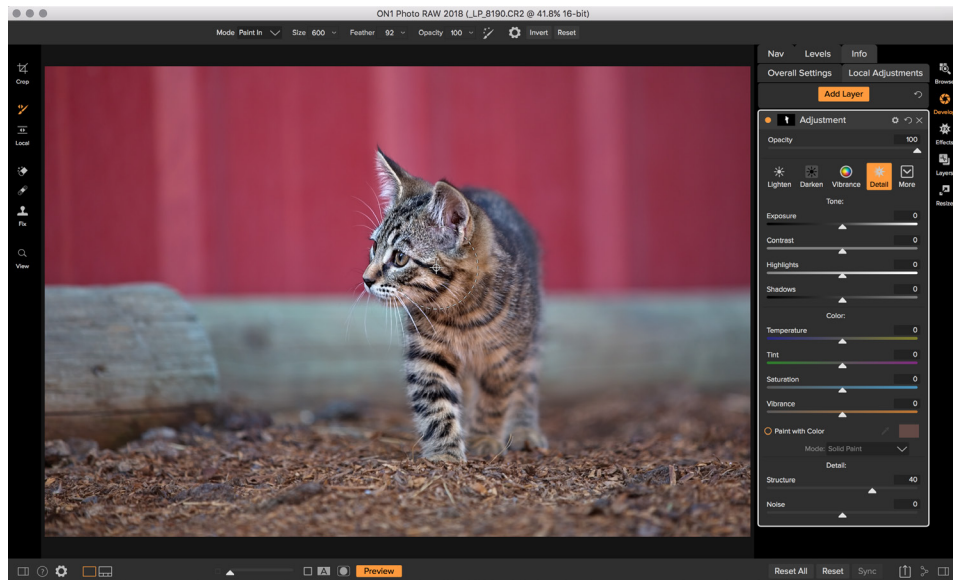 ON1 Photo RAW 2018 (_LP_8190.CR2 @ 41.8% 16-bit)
Mode Paint In Size 600 Feather 92 Opacity 100 Invert Reset
Nav Levels Info
Overall Settings Local Adjustments
Add Layer
Adjustment
Opacity 100
Lighten Darken Vibrance Detail More
Tone:
Exposure 0
Contrast 0
Highlights 0
Shadows 0
Color:
Temperature 0
Tint 0
Saturation 0
Vibrance 0
Paint with Color
Mode: Solid Paint
Detail:
Structure 40
Noise 0
Crop
Local
Fix
View
Browse
Develop
Effects
Layers
Resize
? A Preview Reset All Reset Sync